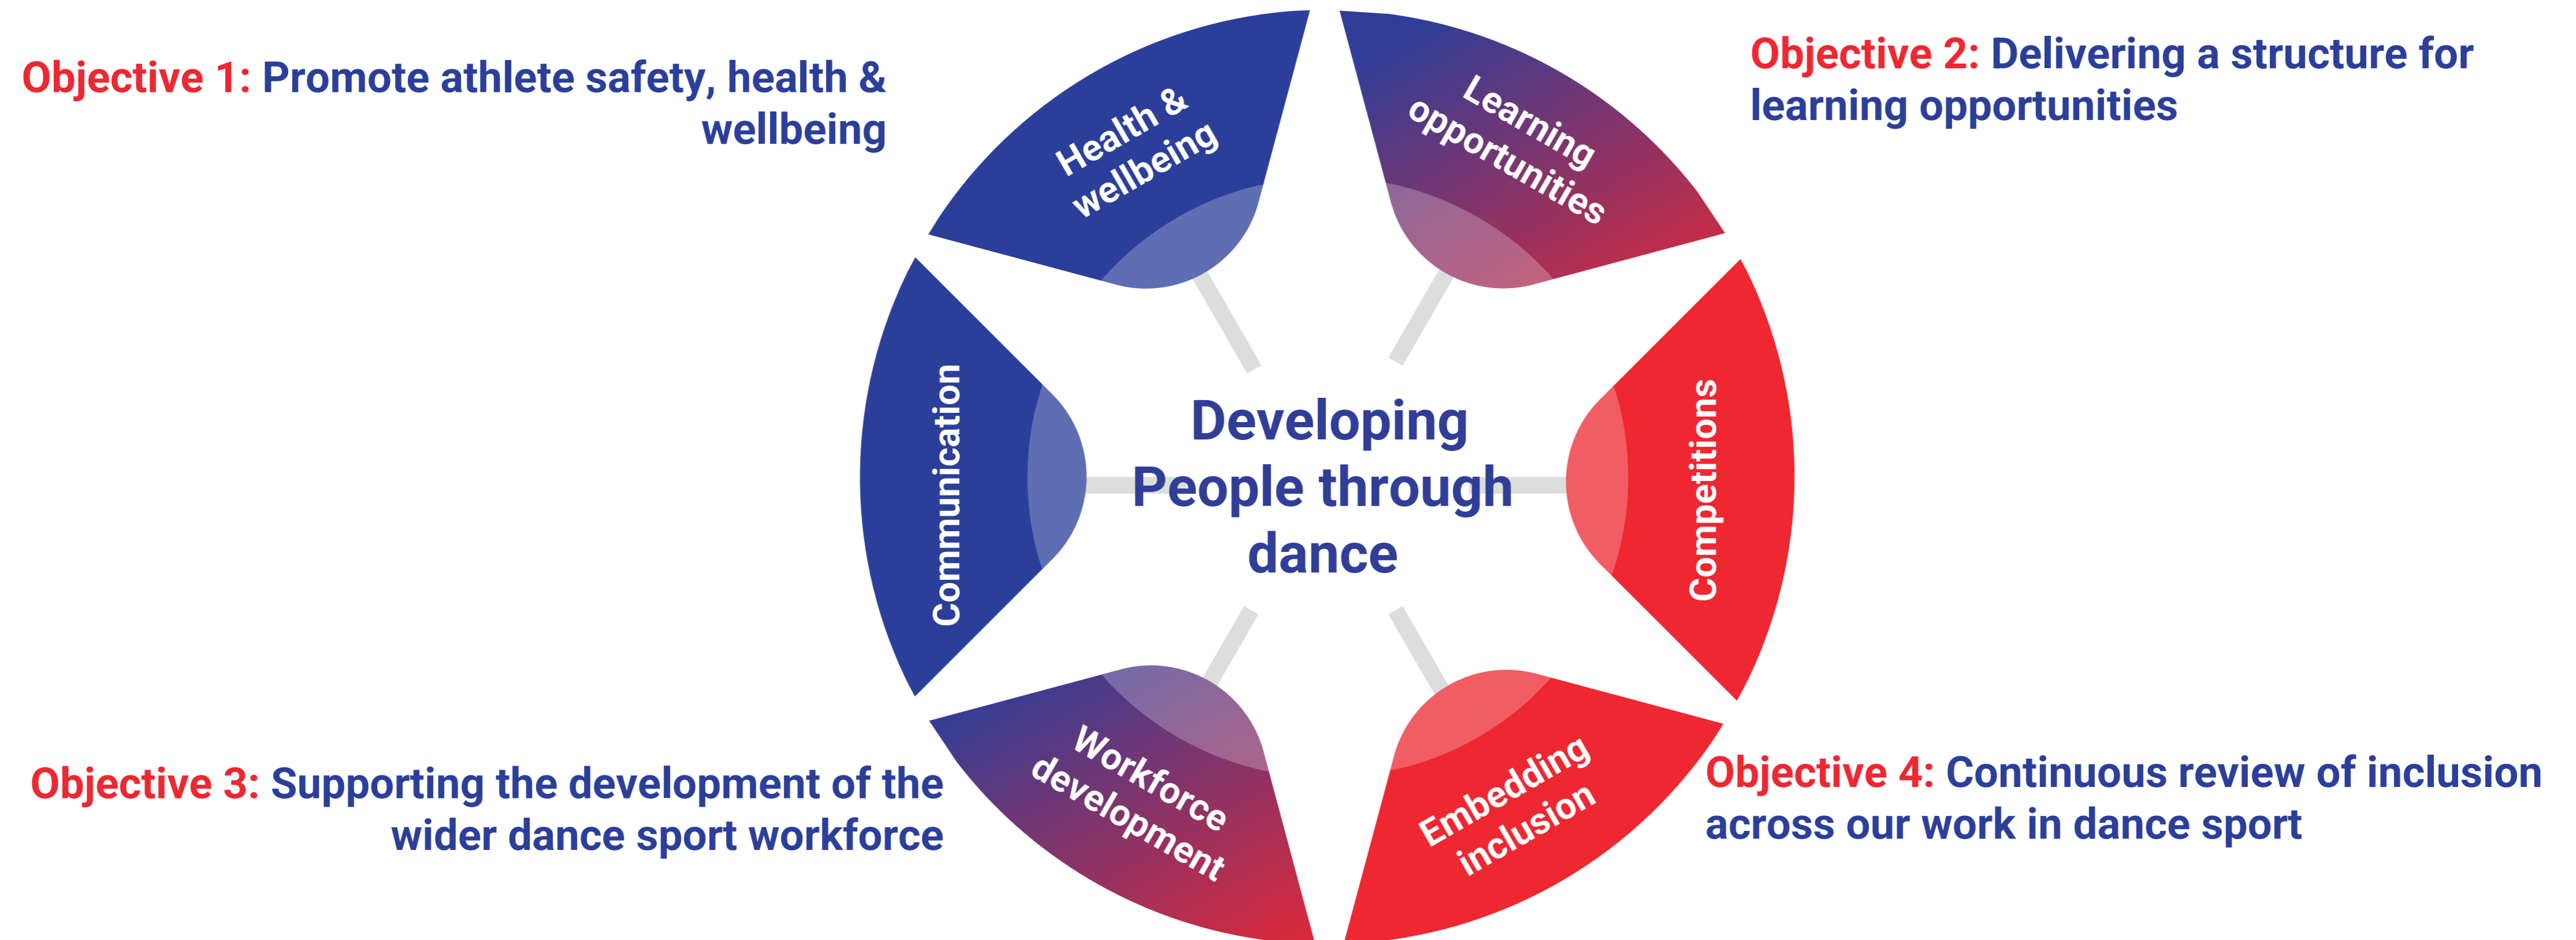 Objective 1: Promote athlete safety, health &
wellbeing
Objective 2: Delivering a structure for
learning opportunities
Health &
wellbeing
Learning
opportunities
Communication
Developing
People through
dance
Competitions
Workforce
development
Embedding
inclusion
Objective 3: Supporting the development of the
wider dance sport workforce
Objective 4: Continuous review of inclusion
across our work in dance sport